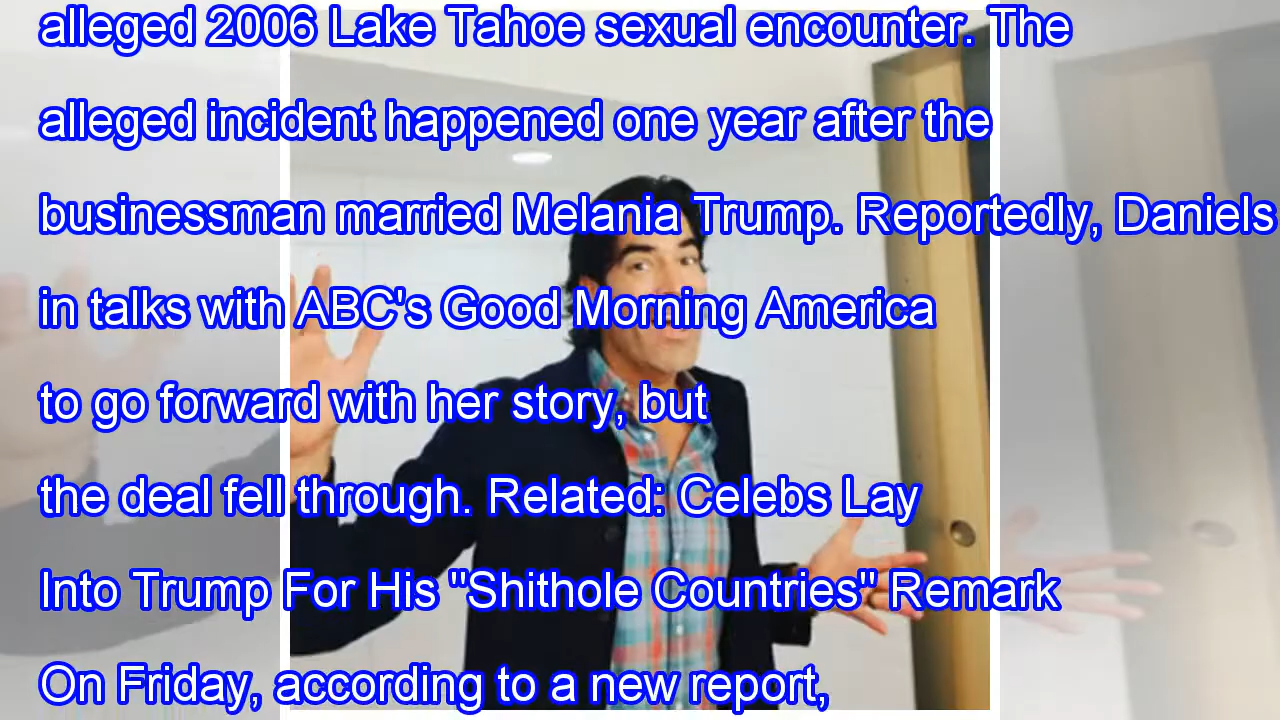 alleged 2006 Lake Tahoe sexual encounter. The
alleged incident happened one year after the
businessman married Melania Trump. Reportedly, Daniels
in talks with ABC's Good Morning America
to go forward with her story, but
the deal fell through. Related: Celebs Lay
Into Trump For His "Shithole Countries" Remark
On Friday, according to a new report,